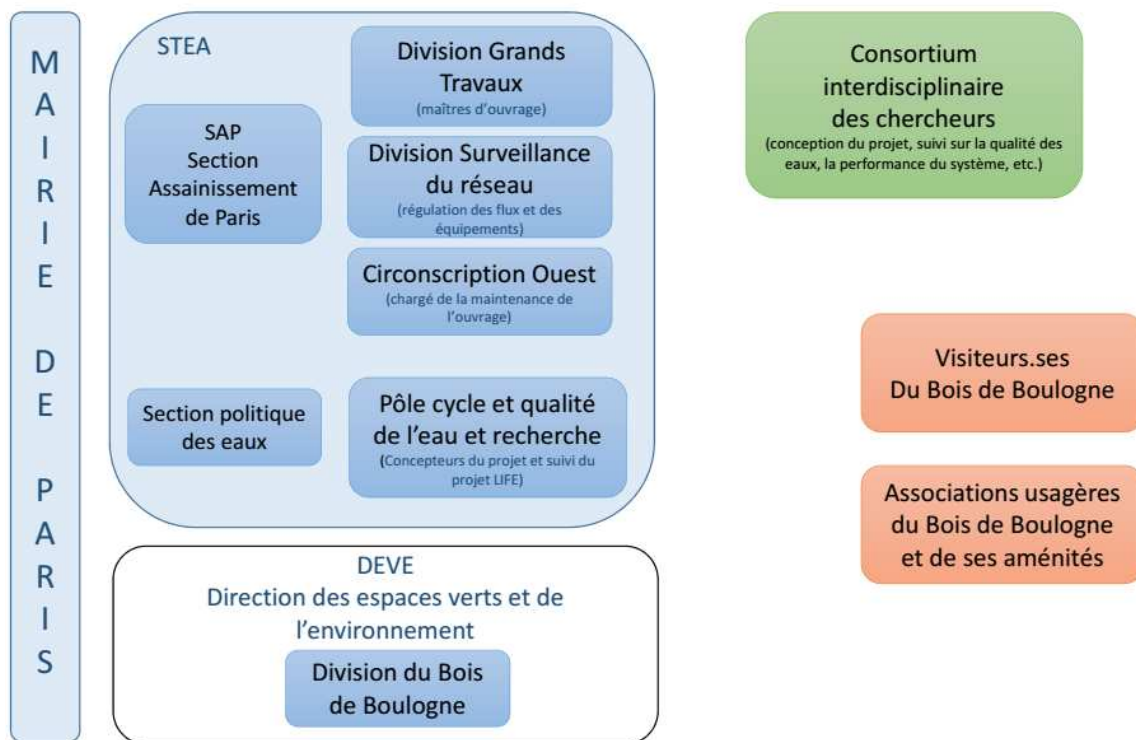 MAIRIE DE PARIS
STEA
SAP
Section
Assainissement
de Paris
Division Grands
Travaux
(maîtres d'ouvrage)
Division Surveillance
du réseau
(régulation des flux et des
équipements)
Circonscription Ouest
(chargé de la maintenance de
l'ouvrage)
Section politique
des eaux
Pôle cycle et qualité
de l'eau et recherche
(Concepteurs du projet et suivi du
projet LIFE)
DEVE
Direction des espaces verts et de
l'environnement
Division du Bois
de Boulogne
Consortium
interdisciplinaire
des chercheurs
(conception du projet, suivi sur la qualité des
eaux, la performance du système, etc.)
Visiteurs.ses
Du Bois de Boulogne
Associations usagères
du Bois de Boulogne
et de ses aménités